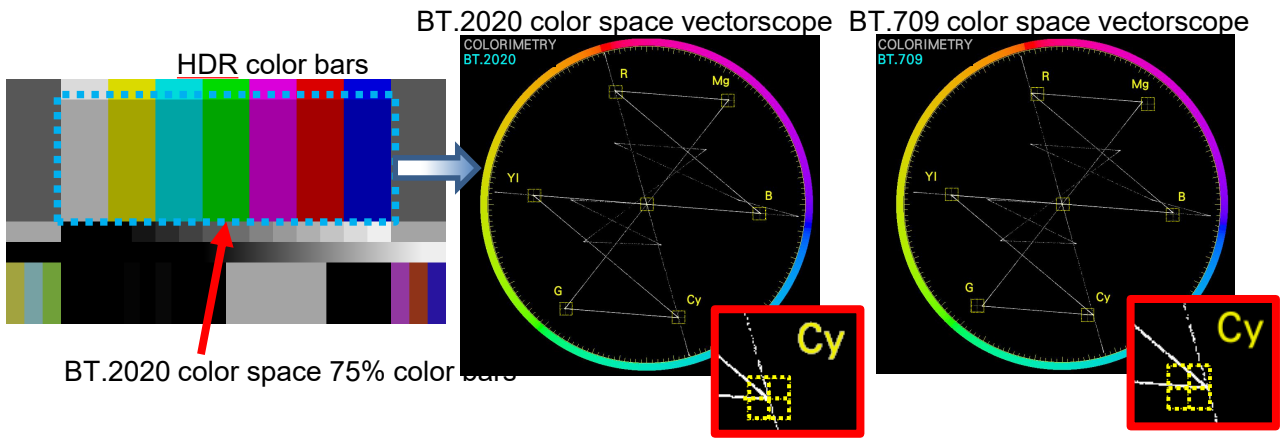 BT.2020 color space vectorscope
BT.709 color space vectorscope
HDR color bars
COLORIMETRY
BT.2020
R
Mg
Yl
B
G
Cy
Cy
COLORIMETRY
BT.709
R
Mg
Yl
B
G
Cy
Cy
BT.2020 color space 75% color bars